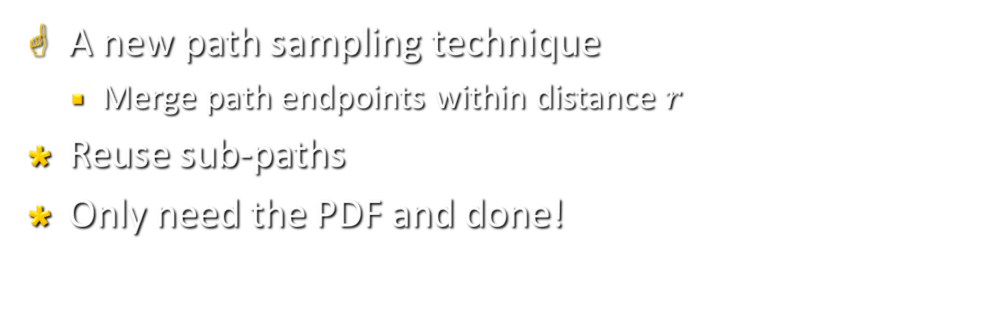 A new path sampling technique
Merge path endpoints within distance r
Reuse sub-paths
Only need the PDF and done!